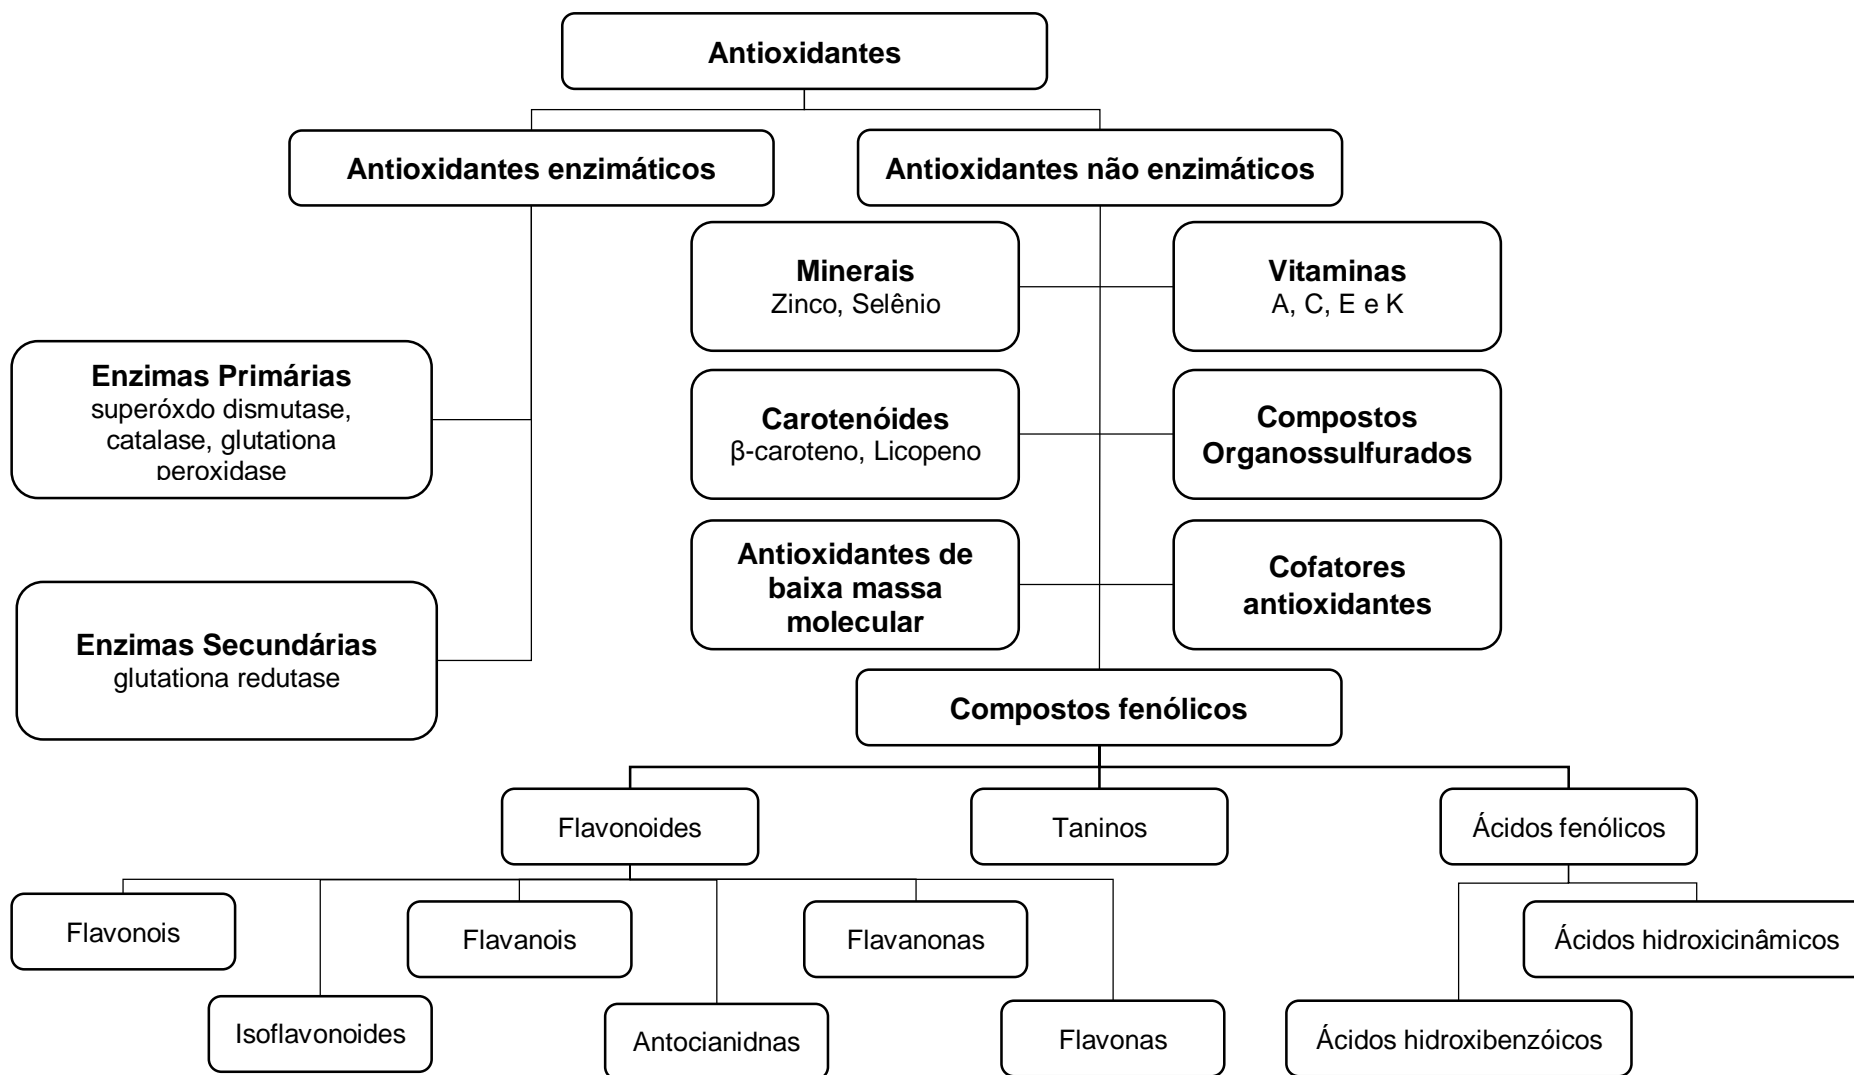 Antioxidantes
Antioxidantes enzimáticos
Antioxidantes não enzimáticos
Minerais
Zinco, Selênio
Vitaminas
A, C, E e K
Enzimas Primárias
superóxdo dismutase,
catalase, glutationa
peroxidase
Carotenóides
β-caroteno, Licopeno
Compostos
Organossulfurados
Antioxidantes de
baixa massa
molecular
Cofatores
antioxidantes
Enzimas Secundárias
glutationa redutase
Compostos fenólicos
Flavonoides
Taninos
Ácidos fenólicos
Flavonois
Flavanois
Flavanonas
Ácidos hidroxicinâmicos
Isoflavonoides
Antocianidnas
Flavonas
Ácidos hidroxibenzóicos